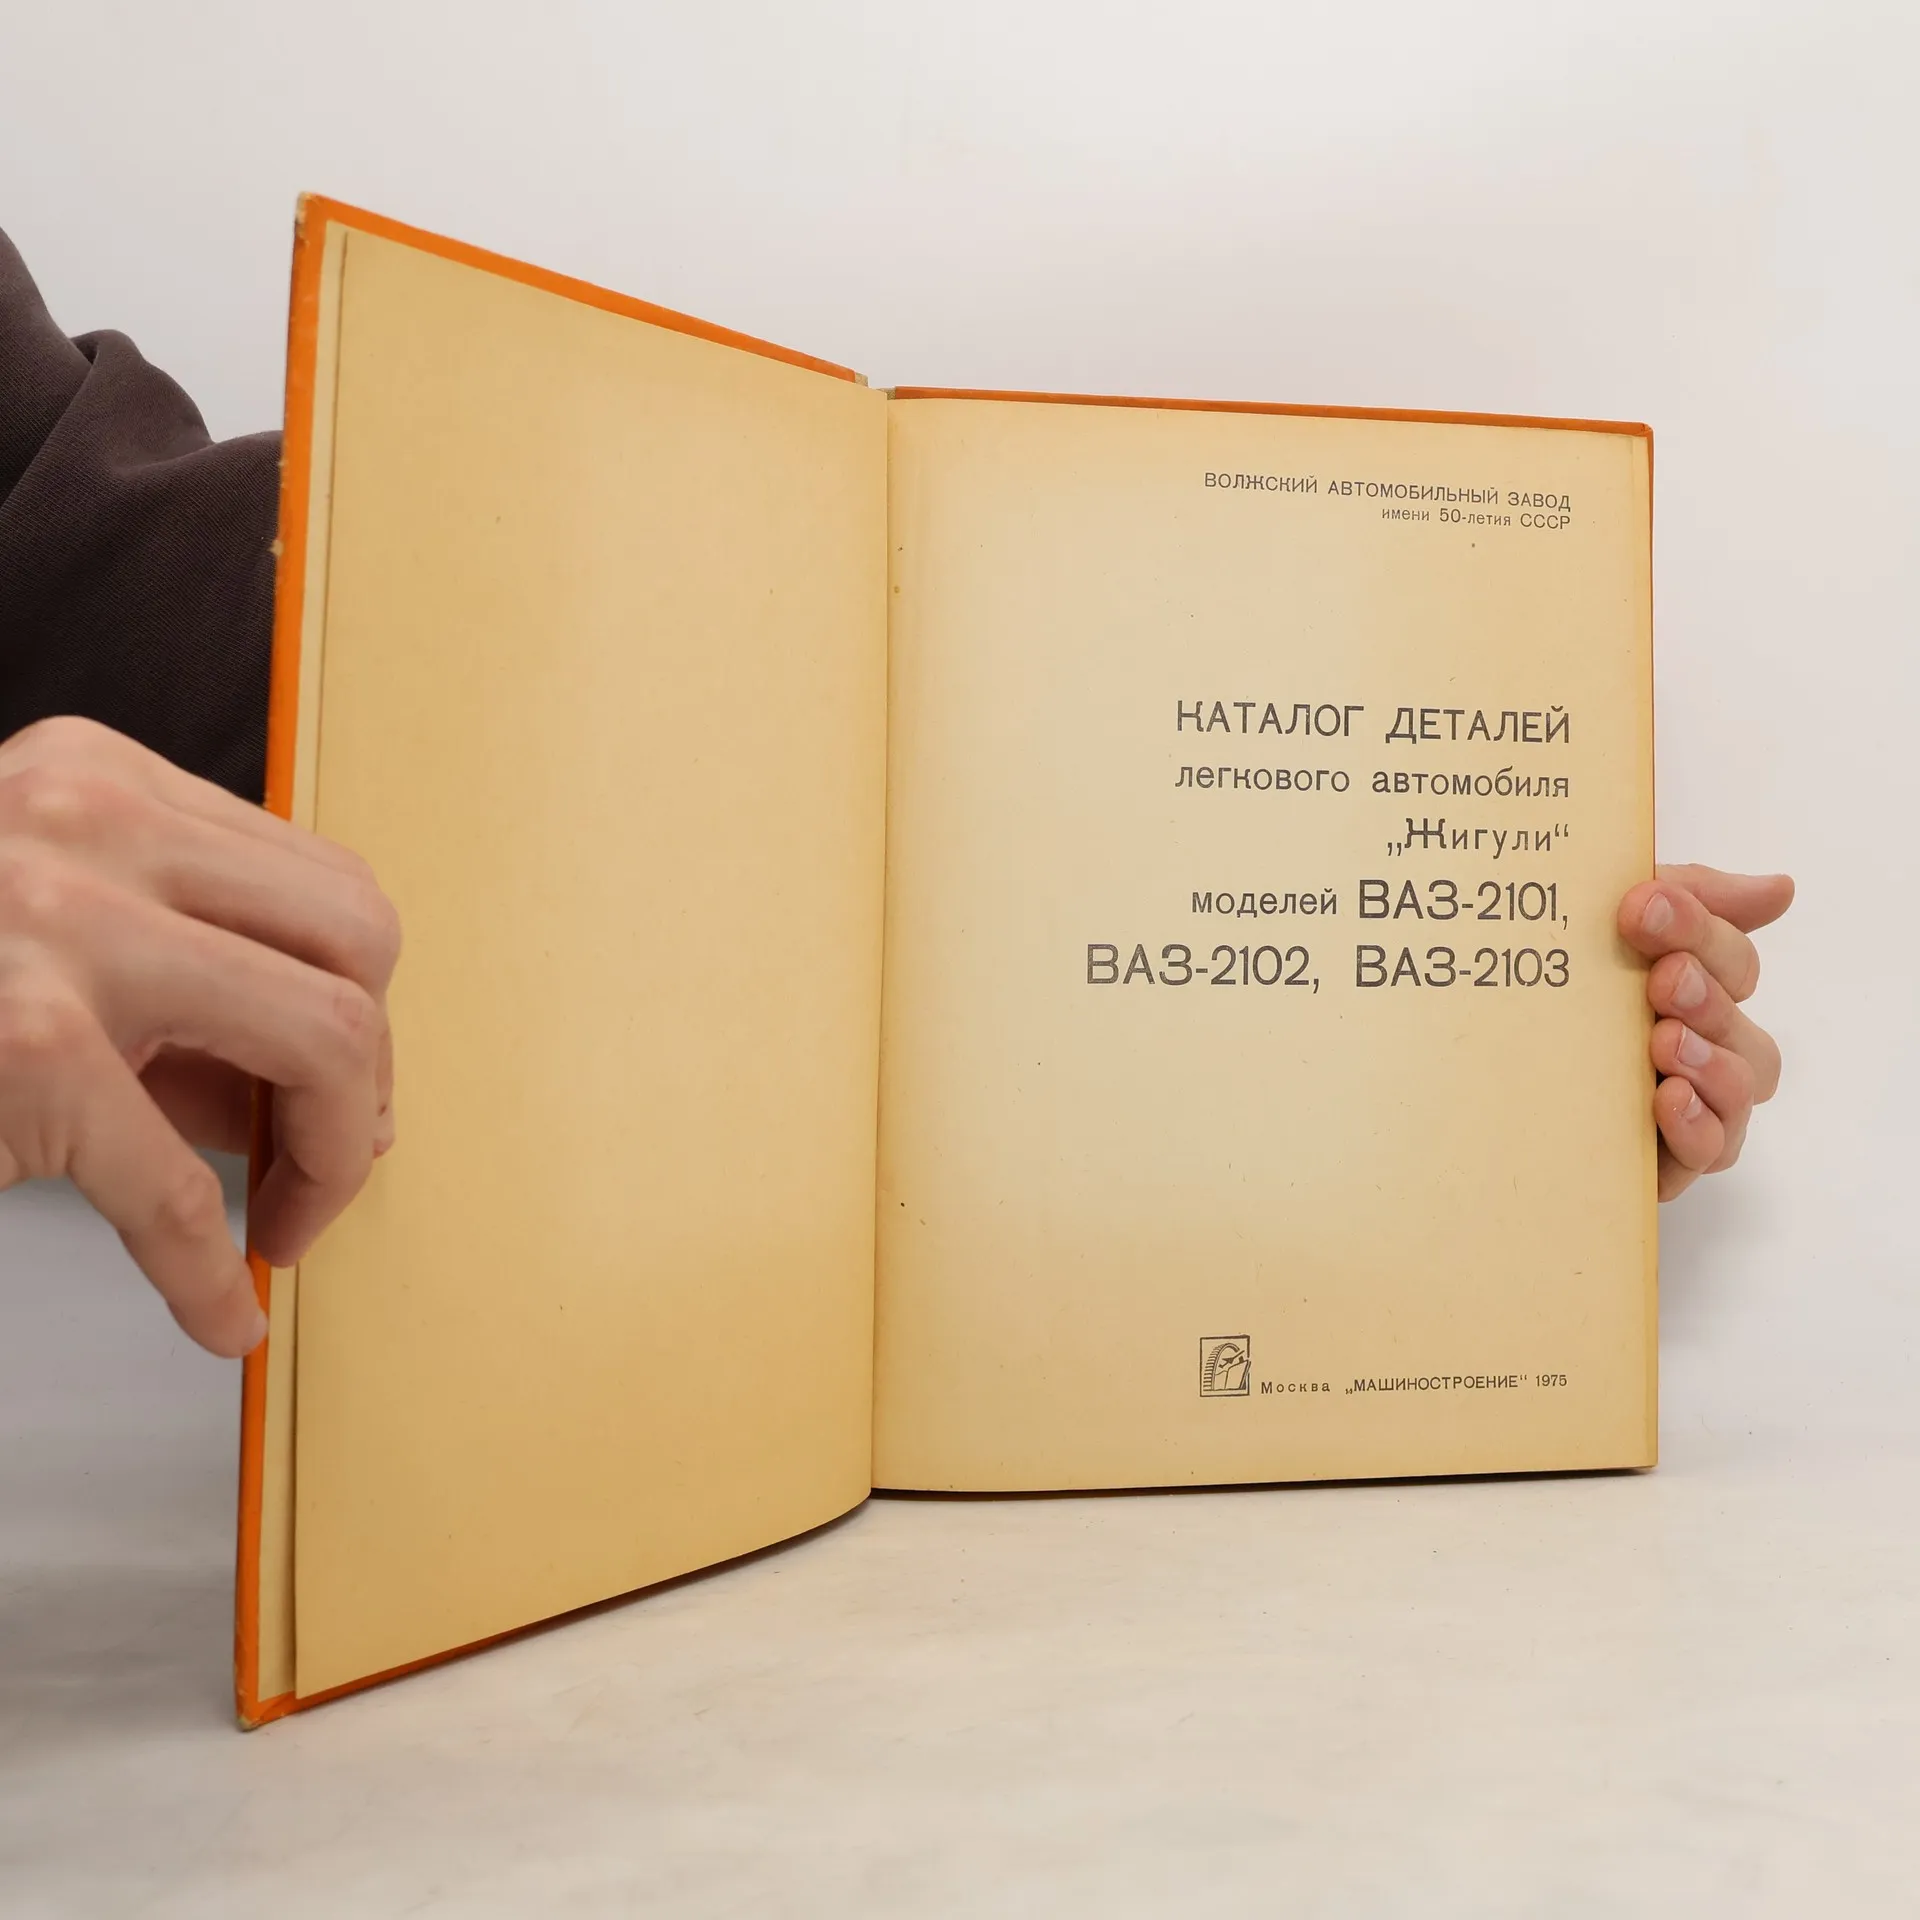 ВОЛЖСКИЙ АВТОМОБИЛЬНЫЙ ЗАВОД
имени 50-летия СССР
КАТАЛОГ ДЕТАЛЕЙ
легкового автомобиля
„Жигули“
моделей ВАЗ-2101,
ВАЗ-2102, ВАЗ-2103
Москва „МАШИНОСТРОЕНИЕ“ 1975